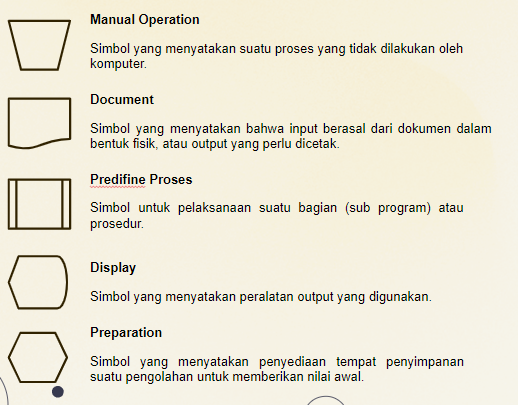 Manual Operation
Simbol yang menyatakan suatu proses yang tidak dilakukan oleh
komputer.
Document
Simbol yang menyatakan bahwa input berasal dari dokumen dalam
bentuk fisik, atau output yang perlu dicetak.
Predifine Proses
Simbol untuk pelaksanaan suatu bagian (sub program) atau
prosedur.
Display
Simbol yang menyatakan peralatan output yang digunakan.
Preparation
Simbol yang menyatakan penyediaan tempat penyimpanan
suatu pengolahan untuk memberikan nilai awal.